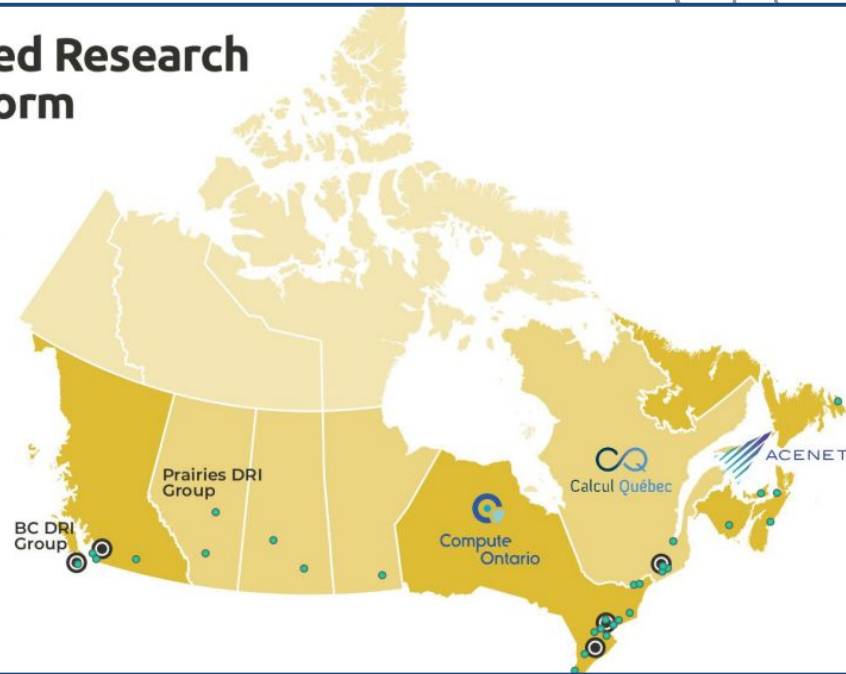 ed Research
orm
Prairies DRI
Group
BC DRI
Group
Compute
Ontario
Calcul Québec
ACENET